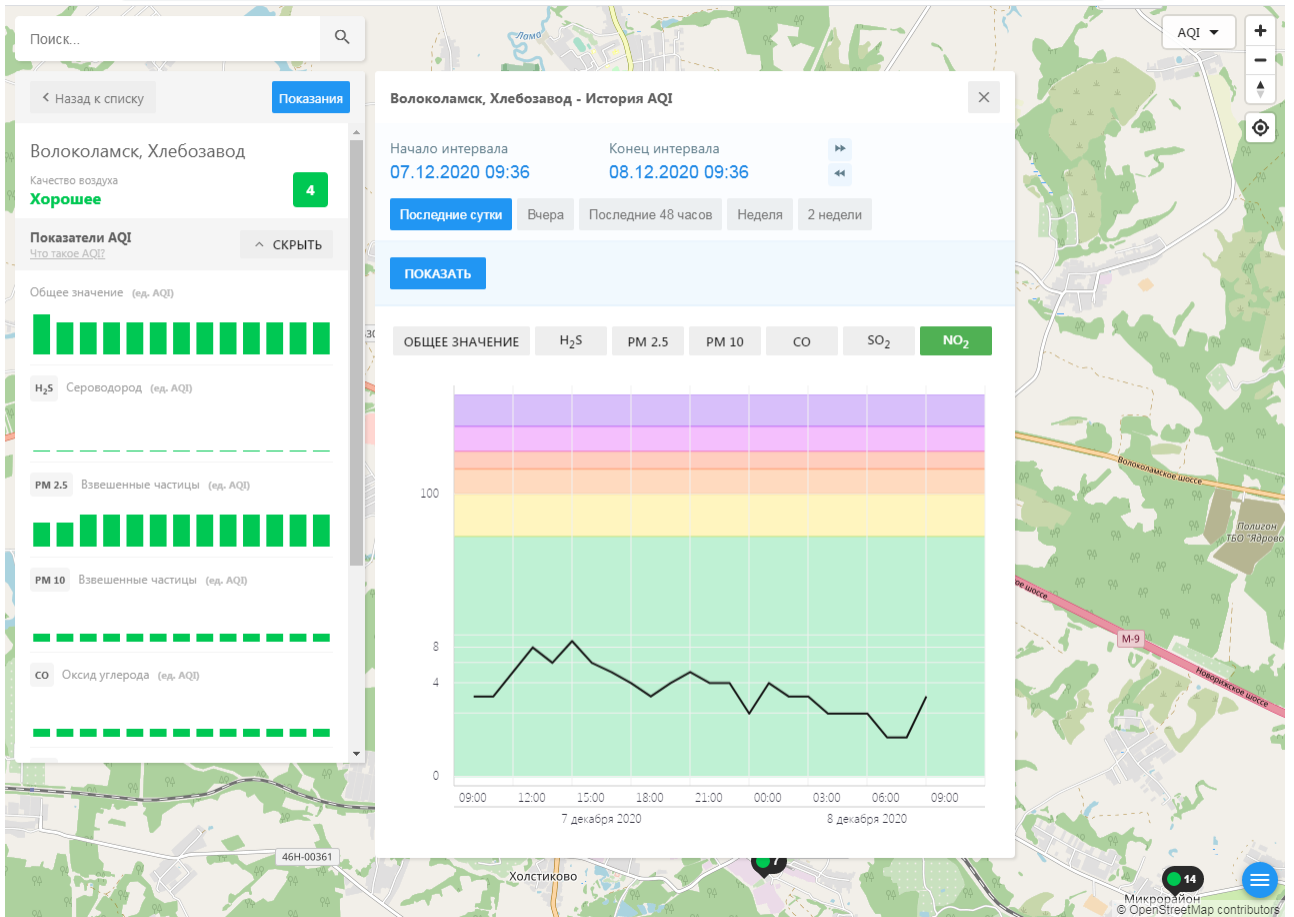 Поиск...
AQI
Ломо
Назад к списку
Показания
Волоколамск, Хлебозавод
Качество воздуха
Хорошее
4
Показатели AQI
Что такое AQI?
СКРЫТЬ
Общее значение (ед. AQI)
H2S Сероводород (ед. AQI)
PM 2.5 Взвешенные частицы (ед. AQI)
PM 10 Взвешенные частицы (ед. AQI)
CO Оксид углерода (ед. AQI)
Волоколамск, Хлебозавод - История AQI
Начало интервала
07.12.2020 09:36
Конец интервала
08.12.2020 09:36
Последние сутки
Вчера
Последние 48 часов
Неделя
2 недели
ПОКАЗАТЬ
ОБЩЕЕ ЗНАЧЕНИЕ
H2S
PM 2.5
PM 10
CO
SO2
NO2
100
8
4
0
09:00 12:00 15:00 18:00 21:00 00:00 03:00 06:00 09:00
7 декабря 2020
8 декабря 2020
Волоколамское шоссе
Полигон
ТБО "Ядрово
М-9
Новорижское шоссе
46Н-00361
Холстиково
7
14
Микрорайон
© OpenStreetMap contributors